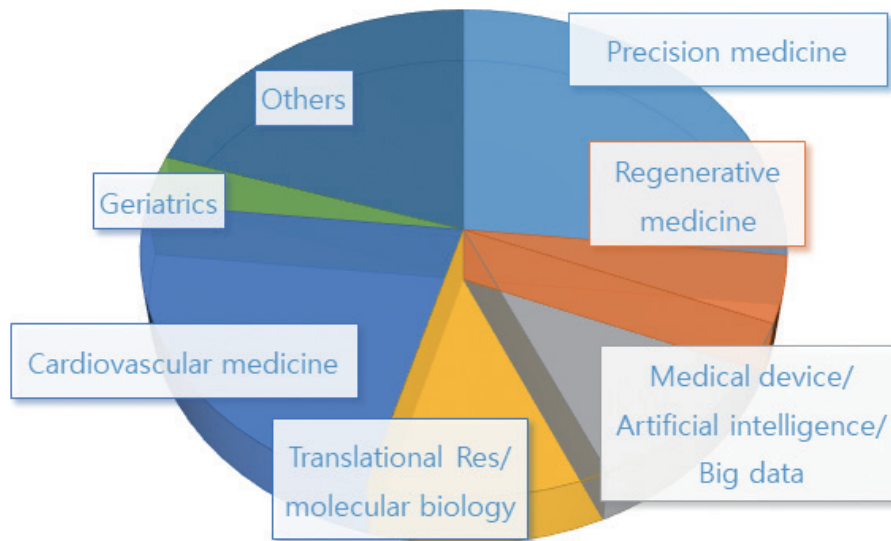 Precision medicine
Others
Regenerative
medicine
Geriatrics
Cardiovascular medicine
Medical device/
Artificial intelligence/
Big data
Translational Res/
molecular biology